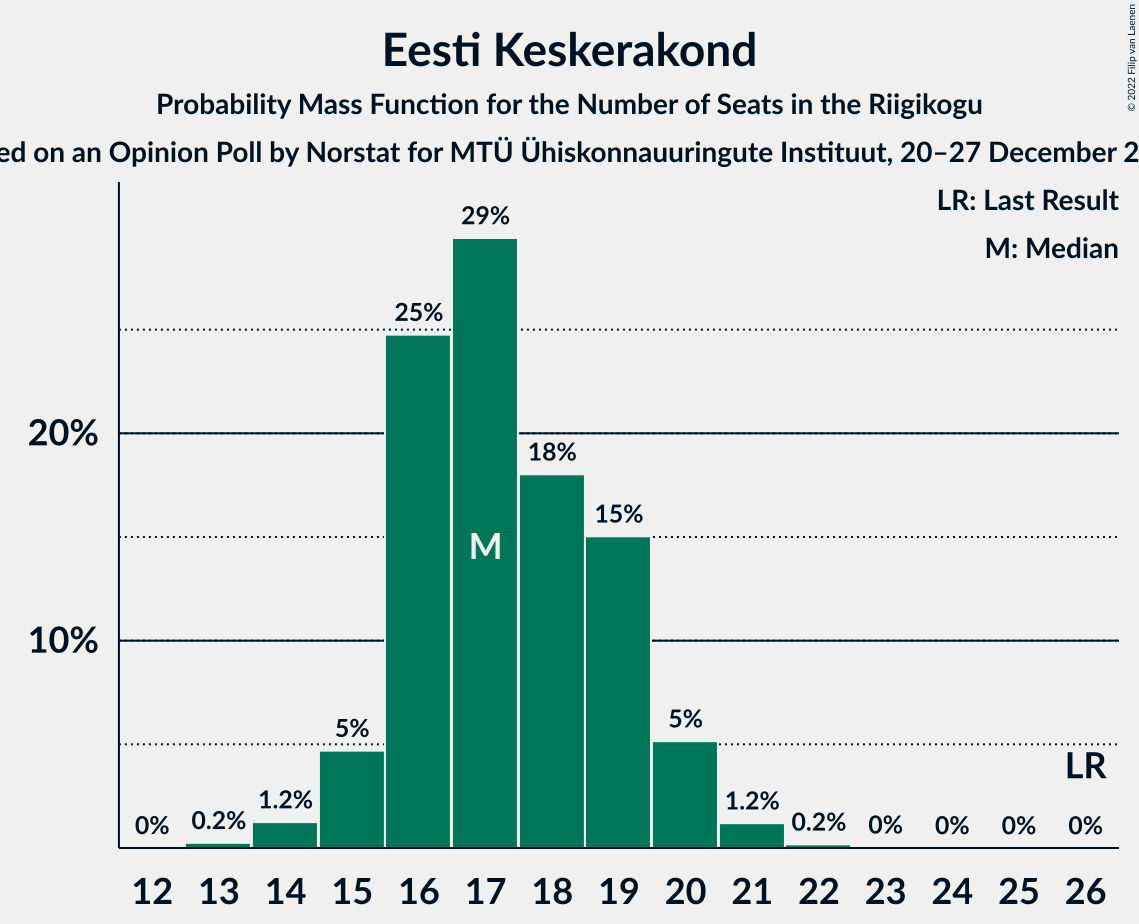 Eesti Keskerakond
Probability Mass Function for the Number of Seats in the Riigikogu
ed on an Opinion Poll by Norstat for MTÜ Ühiskonnauuringute Instituut, 20–27 December 2
© 2022 Filip van Laenen
LR: Last Result
M: Median
29%
25%
20%
18%
15%
M
10%
5%
5%
LR
1.2%
1.2%
0%
0.2%
0.2%
0%
0%
0%
0%
12 13 14 15 16 17 18 19 20 21 22 23 24 25 26